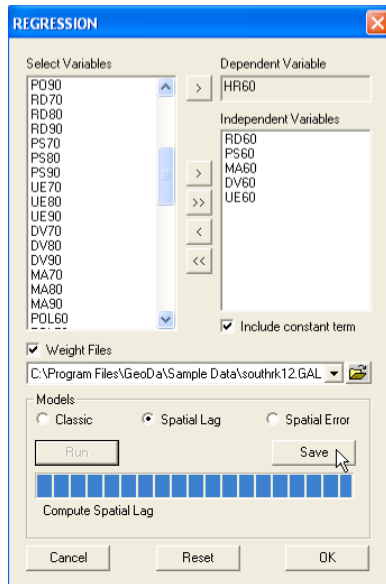 REGRESSION
Select Variables
PO90
RD70
RD80
RD90
PS70
PS80
PS90
UE70
UE80
UE90
DV70
DV80
DV90
MA70
MA80
MA90
POL60
Dependent Variable
HR60
Independent Variables
RD60
PS60
MA60
DV60
UE60
>
>
>>
<
<<
Include constant term
Weight Files
C:\Program Files\GeoDa\Sample Data\southrk12.GAL
Models
Classic
Spatial Lag
Spatial Error
Run
Save
Compute Spatial Lag
Cancel
Reset
OK